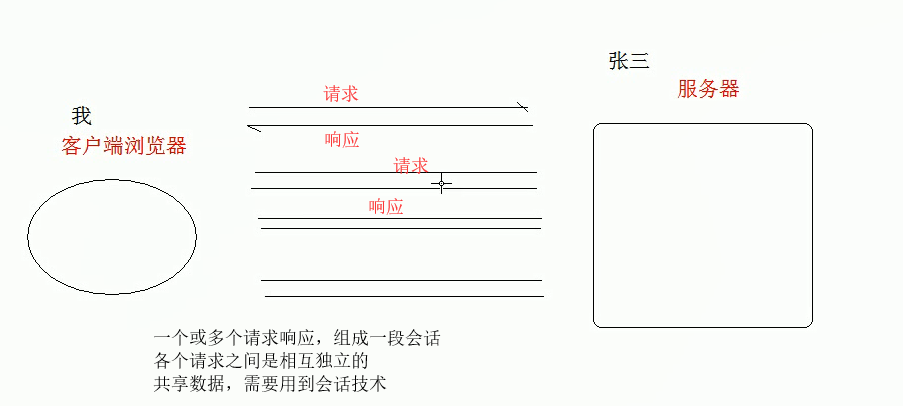 张三
服务器
请求
我
客户端浏览器
响应
请求
响应
一个或多个请求响应，组成一段会话
各个请求之间是相互独立的
共享数据，需要用到会话技术